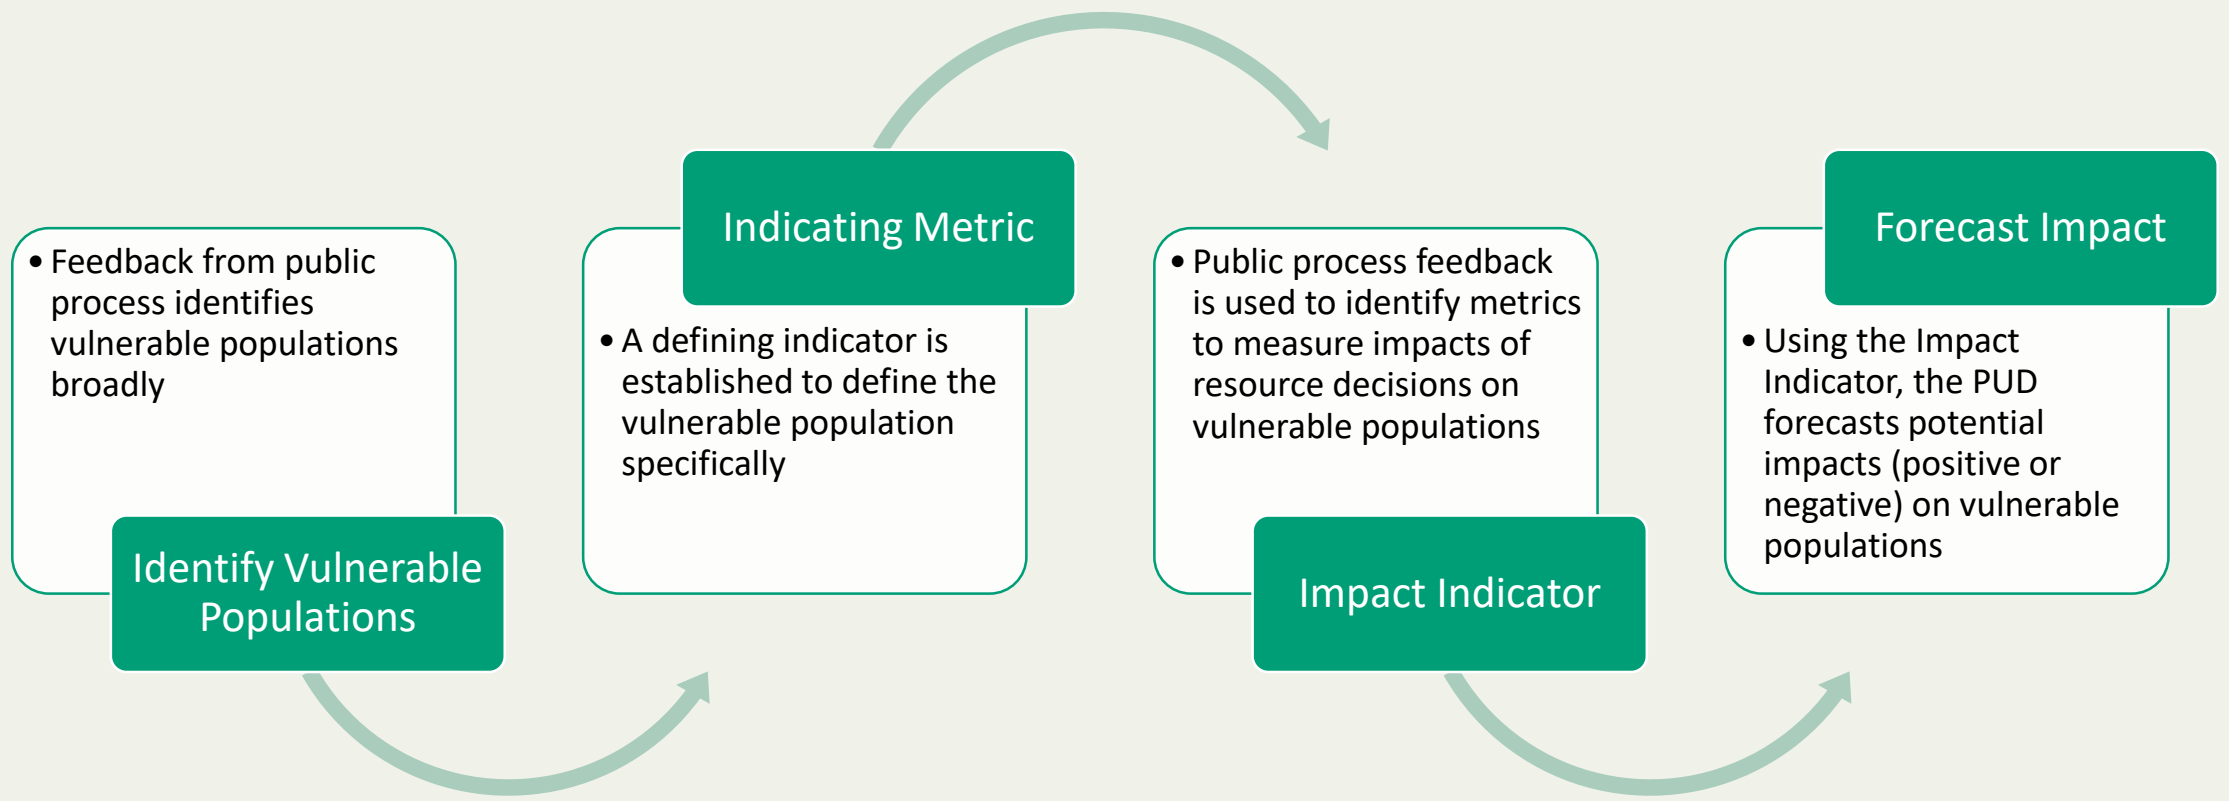 • Feedback from public
process identifies
vulnerable populations
broadly
Identify Vulnerable
Populations
Indicating Metric
• A defining indicator is
established to define the
vulnerable population
specifically
• Public process feedback
is used to identify metrics
to measure impacts of
resource decisions on
vulnerable populations
Impact Indicator
Forecast Impact
• Using the Impact
Indicator, the PUD
forecasts potential
impacts (positive or
negative) on vulnerable
populations